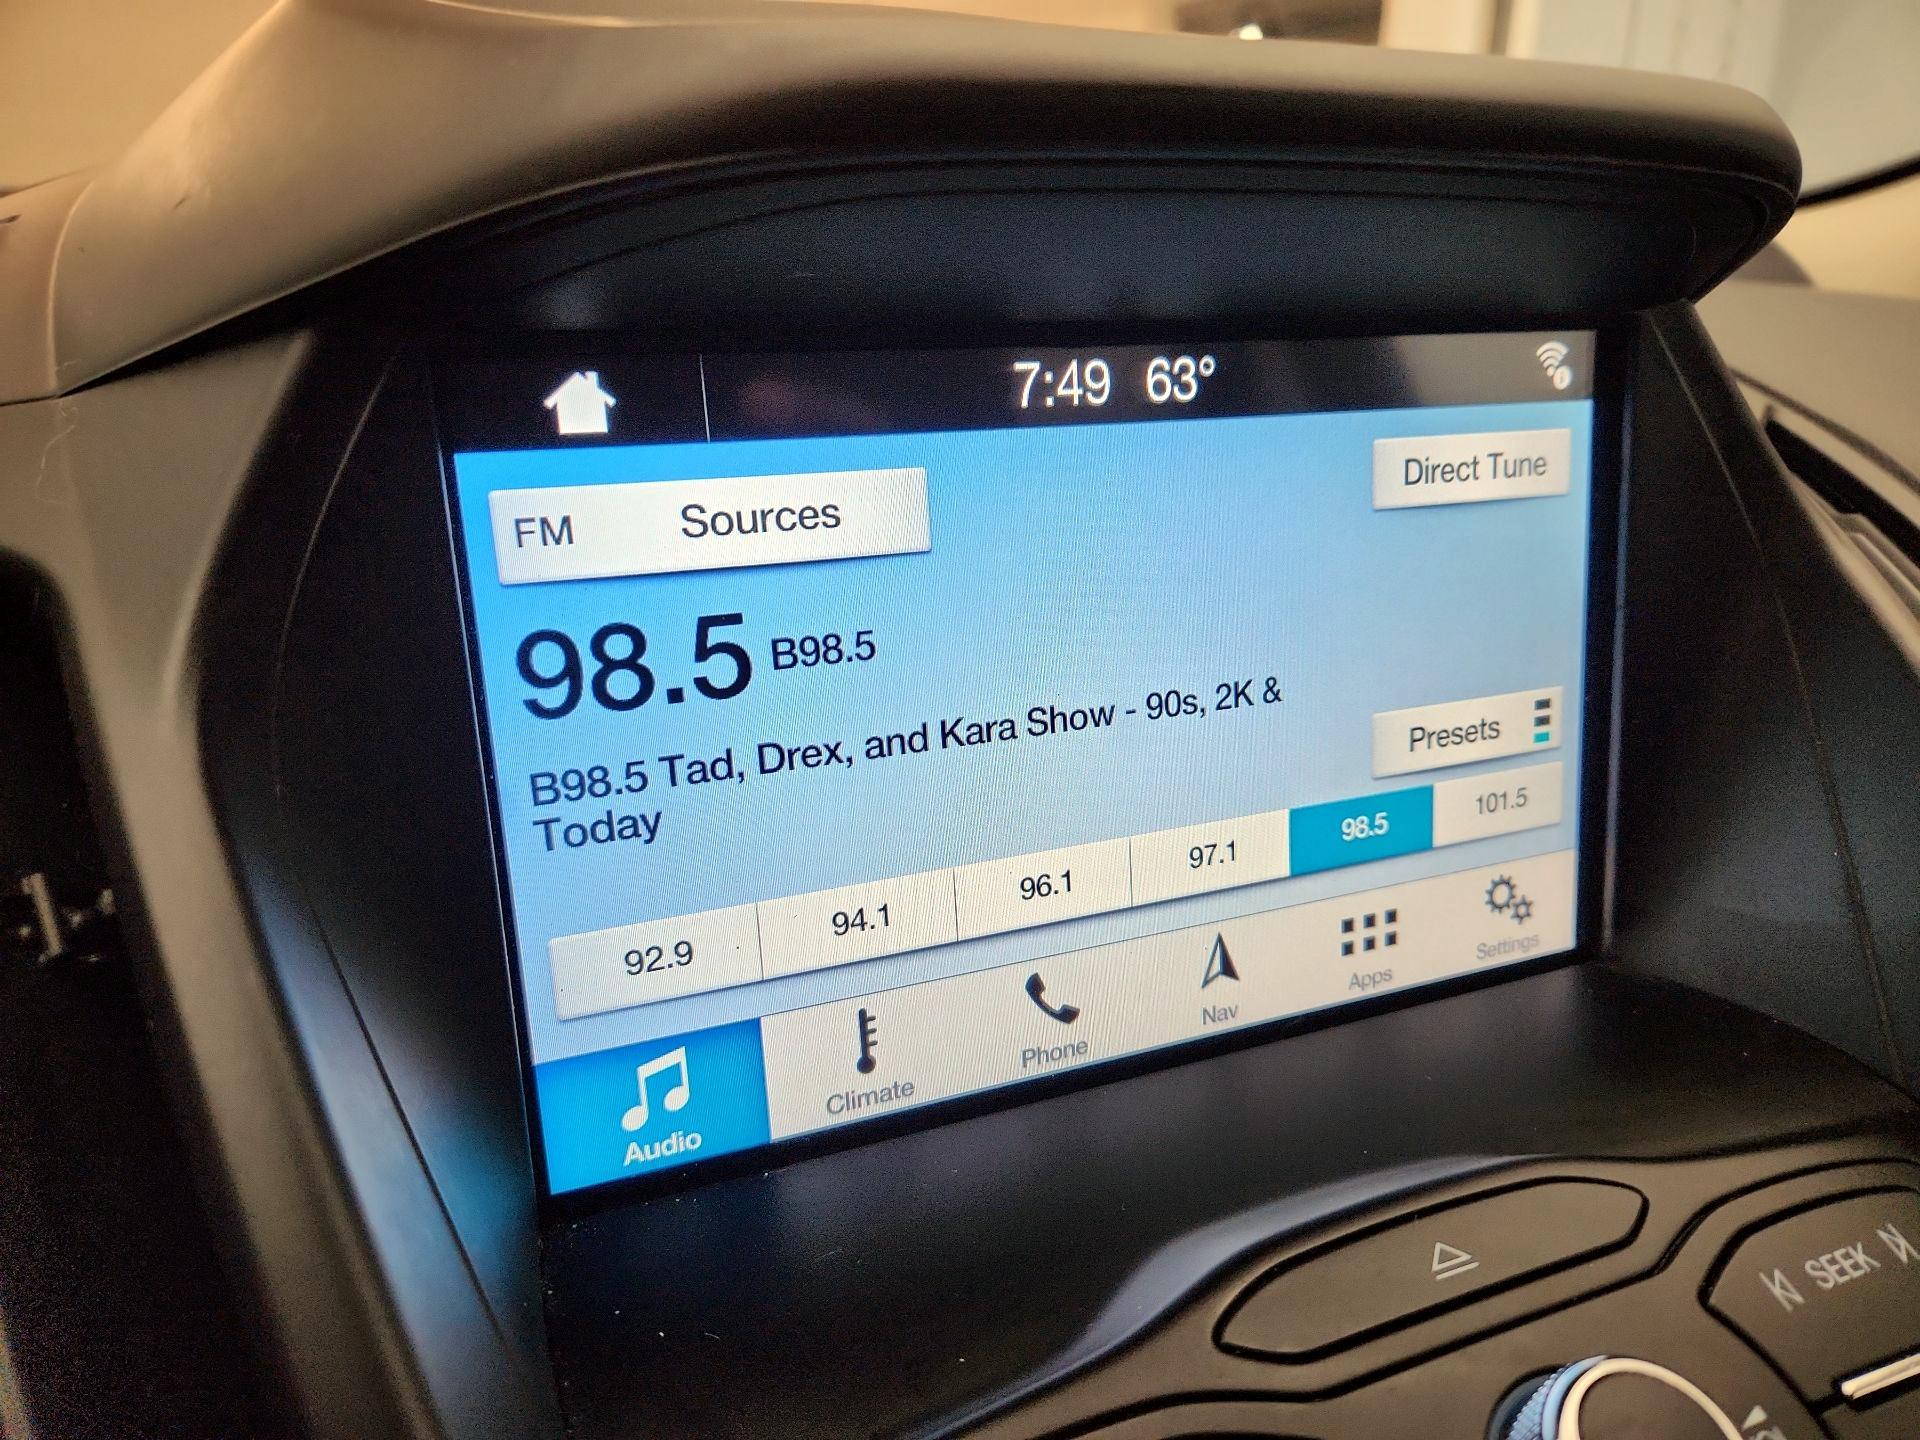 7:49 63°
FM Sources
Direct Tune
98.5 B98.5
B98.5 Tad, Drex, and Kara Show - 90s, 2K &
Today
Presets
92.9 94.1 96.1 97.1 98.5 101.5
Audio Climate Phone Nav Apps Settings
SEEK